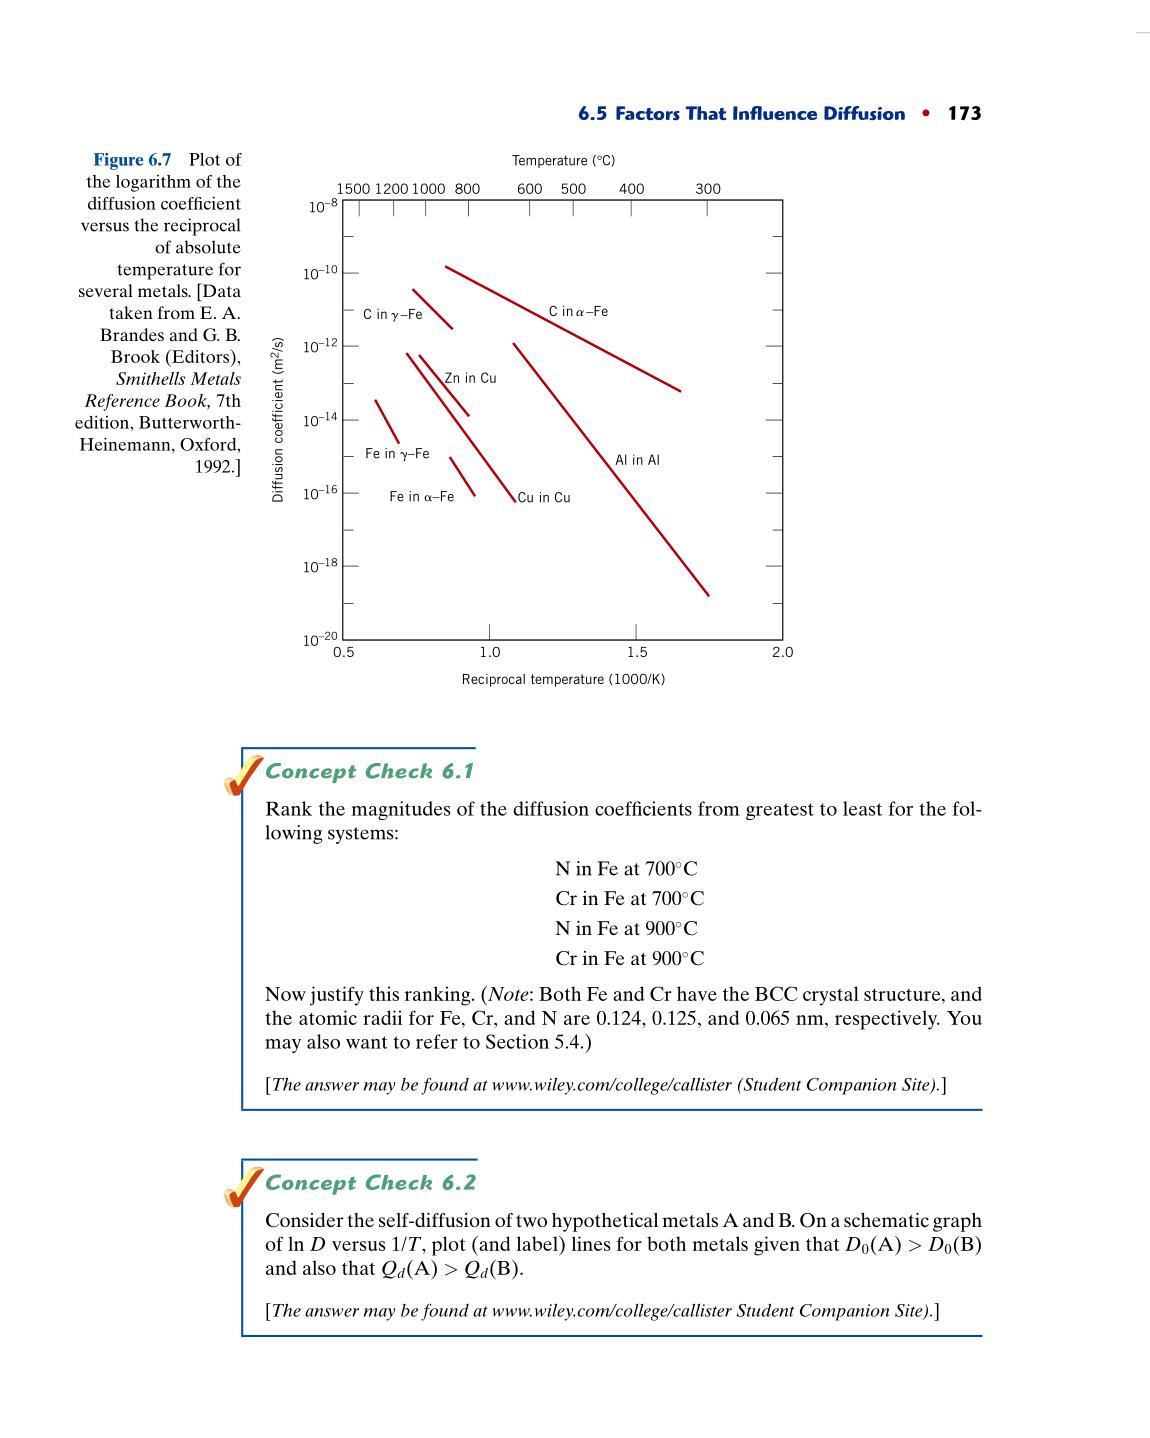 6.5 Factors That Influence Diffusion • 173
Figure 6.7 Plot of
the logarithm of the
diffusion coefficient
versus the reciprocal
of absolute
temperature for
several metals. [Data
taken from E. A.
Brandes and G. B.
Brook (Editors),
Smithells Metals
Reference Book, 7th
edition, Butterworth-
Heinemann, Oxford,
1992.]
Temperature (°C)
1500 1200 1000 800 600 500 400 300
10⁻⁸
10⁻¹⁰
10⁻¹²
10⁻¹⁴
10⁻¹⁶
10⁻¹⁸
10⁻²⁰
Diffusion coefficient (m²/s)
C in γ–Fe
C in α–Fe
Zn in Cu
Fe in γ–Fe
Al in Al
Fe in α–Fe
Cu in Cu
0.5 1.0 1.5 2.0
Reciprocal temperature (1000/K)
Concept Check 6.1
Rank the magnitudes of the diffusion coefficients from greatest to least for the fol-
lowing systems:
N in Fe at 700°C
Cr in Fe at 700°C
N in Fe at 900°C
Cr in Fe at 900°C
Now justify this ranking. (Note: Both Fe and Cr have the BCC crystal structure, and
the atomic radii for Fe, Cr, and N are 0.124, 0.125, and 0.065 nm, respectively. You
may also want to refer to Section 5.4.)
[The answer may be found at www.wiley.com/college/callister (Student Companion Site).]
Concept Check 6.2
Consider the self-diffusion of two hypothetical metals A and B. On a schematic graph
of ln D versus 1/T, plot (and label) lines for both metals given that D₀(A) > D₀(B)
and also that Q_d(A) > Q_d(B).
[The answer may be found at www.wiley.com/college/callister Student Companion Site).]